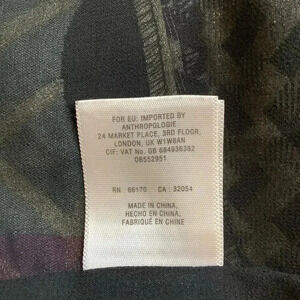 FOR EU: IMPORTED BY
ANTHROPOLOGIE
24 MARKET PLACE, 3RD FLOOR,
LONDON, UK W1W8AN
CIF: VAT No. GB 684936382
OB552951
RN : 66170 CA : 32054
MADE IN CHINA,
HECHO EN CHINA,
FABRIQUÉ EN CHINE